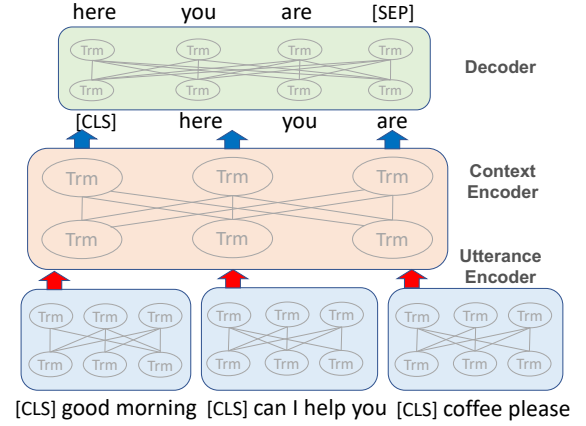 here you are [SEP]
Trm Trm Trm Trm
Decoder
Trm Trm Trm Trm
[CLS] here you are
Trm Trm Trm
Context
Encoder
Trm Trm Trm
Utterance
Encoder
Trm Trm Trm Trm Trm Trm Trm Trm Trm
Trm Trm Trm Trm Trm Trm Trm Trm Trm
[CLS] good morning [CLS] can I help you [CLS] coffee please